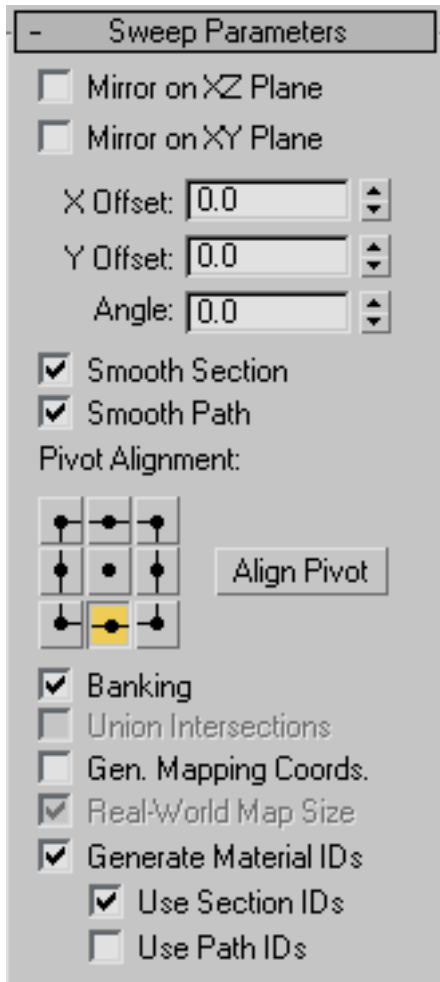 - Sweep Parameters
Mirror on XZ Plane
Mirror on XY Plane
X Offset: 0.0
Y Offset: 0.0
Angle: 0.0
Smooth Section
Smooth Path
Pivot Alignment:
Align Pivot
Banking
Union Intersections
Gen. Mapping Coords.
Real-World Map Size
Generate Material IDs
Use Section IDs
Use Path IDs